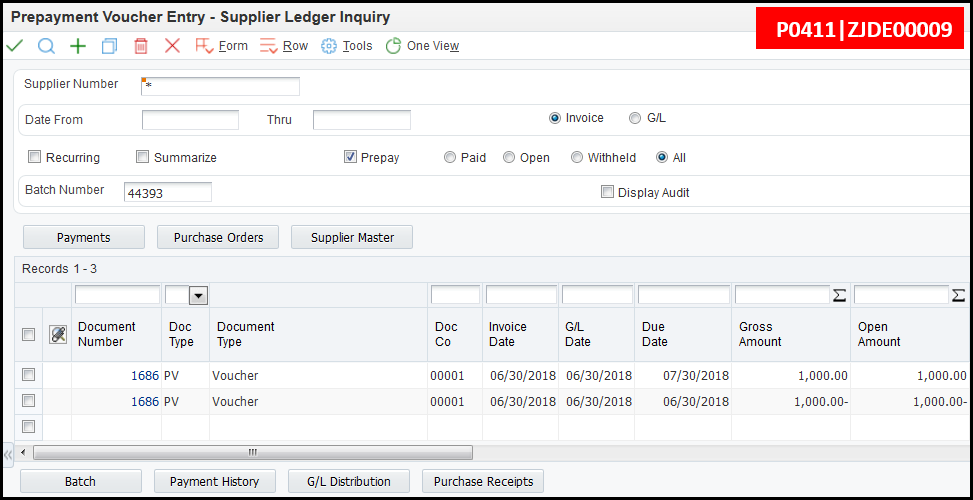 Prepayment Voucher Entry - Supplier Ledger Inquiry
P0411|ZJDE00009
Form Row Tools One View
Supplier Number *
Date From Thru Invoice G/L
Recurring Summarize Prepay Paid Open Withheld All
Batch Number 44393 Display Audit
Payments Purchase Orders Supplier Master
Records 1 - 3
Document Number Doc Type Document Type Doc Co Invoice Date G/L Date Due Date Gross Amount Open Amount
1686 PV Voucher 00001 06/30/2018 06/30/2018 07/30/2018 1,000.00 1,000.00
1686 PV Voucher 00001 06/30/2018 06/30/2018 06/30/2018 1,000.00- 1,000.00-
Batch Payment History G/L Distribution Purchase Receipts